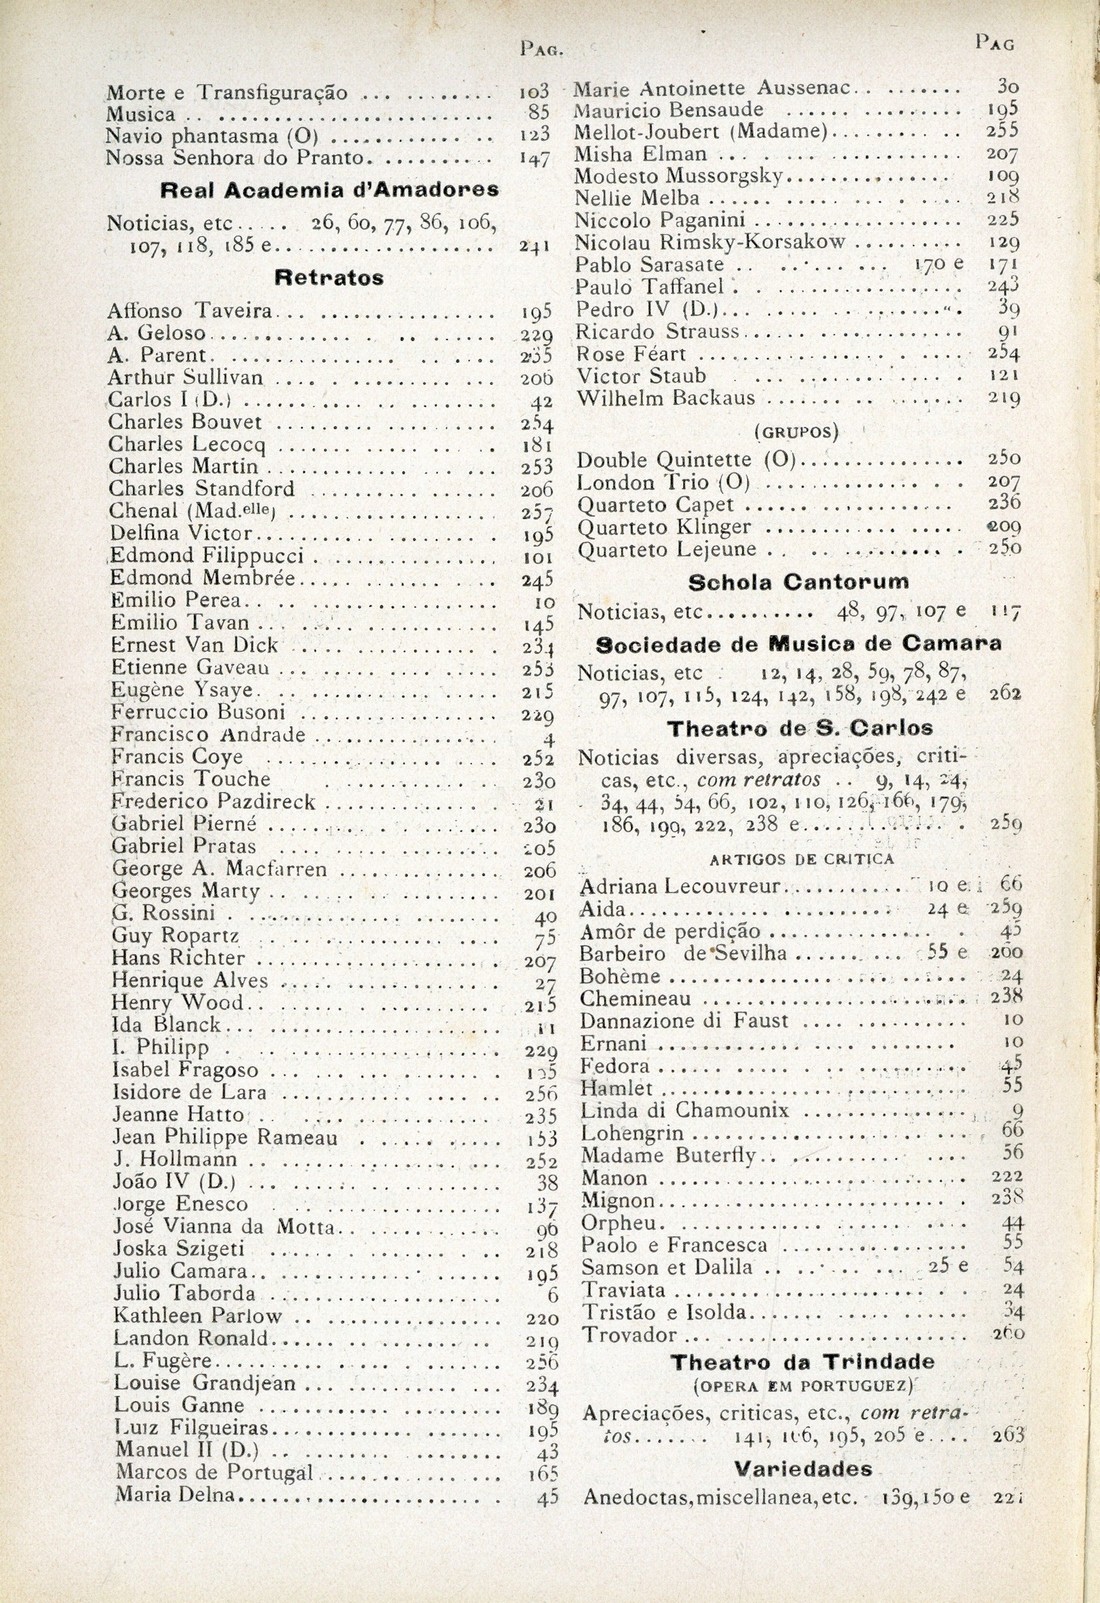 PAG.
Morte e Transfiguração ... .......... 103
Musica .. .......................... 85
Navio phantasma (O) ............... 123
Nossa Senhora do Pranto. .......... 147
Real Academia d'Amadores
Noticias, etc..... 26, 60, 77, 86, 106,
107, 118, 185 e.................... 241
Retratos
Affonso Taveira... ................ 195
A. Geloso............ .. ....... 229
A. Parent. ............. .. ..... 235
Arthur Sullivan .... . ........ ... 206
Carlos I (D.) .......... .. ........ 42
Charles Bouvet .................... 254
Charles Lecocq .................... 181
Charles Martin .............. ... ... 253
Charles Standford ................. 206
Chenal (Mad.elle) ................... 257
Delfina Victor... ......... ........ . 195
Edmond Filippucci . ............... 101
Edmond Membrée.... ...... ........ 245
Emilio Perea.. .. ................... 10
Emilio Tavan ... ...... ............ 145
Ernest Van Dick .................. 234
Etienne Gaveau ... ................ 253
Eugène Ysaye. .. .......... ....... 215
Ferruccio Busoni .................. 229
Francisco Andrade ................. 4
Francis Coye ..................... 252
Francis Touche ................ 230
Frederico Pazdireck ................ 21
Gabriel Pierné ..................... 230
Gabriel Pratas .................... 205
George A. Macfarren ............... 206
Georges Marty .. .................. 201
G. Rossini . ....................... 40
Guy Ropartz .. .............. .... 75
Hans Richter ...................... 207
Henrique Alves .................... 27
Henry Wood.. .................... 215
Ida Blanck... ..................... 11
I. Philipp . ..................... 229
Isabel Fragoso ... ................. 195
Isidore de Lara ............ .. .. 256
Jeanne Hatto . ................. 235
Jean Philippe Rameau . ...... ..... 153
J. Hollmann .. .................... 252
João IV (D.) ... ................... 38
Jorge Enesco .................... 137
José Vianna da Motta.. ............. 96
Joska Szigeti ................ .. 218
Julio Camara.. ............ . ...... 195
Julio Taborda .. ................... 6
Kathleen Parlow .. ................ 220
Landon Ronald.................. 219
L. Fugère............ .... . ....... 256
Louise Grandjean ... .......... ... 234
Louis Ganne ..................... 189
Luiz Filgueiras..................... 195
Manuel II (D.) .. ......... ........ 43
Marcos de Portugal ................ 165
Maria Delna........................ 45
PAG
Marie Antoinette Aussenac.. ........ 30
Mauricio Bensaude ...... ......... 195
Mellot-Joubert (Madame)......... .. 255
Misha Elman ... . .... ............ 207
Modesto Mussorgsky............... 109
Nellie Melba ...... ...... . . .... 218
Niccolo Paganini ................... 225
Nicolau Rimsky-Korsakow .......... 129
Pablo Sarasate .. ..... ... 170 e 171
Paulo Taffanel . . ................. 243
Pedro IV (D.)... ........ .. ........ 39
Ricardo Strauss.................... 91
Rose Féart ................. . ..... 254
Victor Staub . ............ . . . 121
Wilhelm Backaus ....... .. ....... 219
(GRUPOS)
Double Quintette (O)............... 250
London Trio (O) .............. . .. 207
Quarteto Capet ................... 236
Quarteto Klinger .................. 209
Quarteto Lejeune . . .. .......... . 250
Schola Cantorum
Noticias, etc.......... 48, 97, 107 e 117
Sociedade de Musica de Camara
Noticias, etc . 12, 14, 28, 59, 78, 87,
97, 107, 115, 124, 142, 158, 198, 242 e 262
Theatro de S. Carlos
Noticias diversas, apreciações, criti-
cas, etc., com retratos .. 9, 14, 24,
34, 44, 54, 66, 102, 110, 126, 166, 179,
186, 199, 222, 238 e............. . 259
ARTIGOS DE CRITICA
Adriana Lecouvreur........... 10 e 66
Aida............ ........... 24 e 259
Amôr de perdição ............... . 45
Barbeiro de Sevilha .......... 55 e 260
Bohème .......................... 24
Chemineau ....................... 238
Dannazione di Faust .... .......... 10
Ernani .............. .... ........ 10
Fedora ........... .. ............. 45
Hamlet .......................... 55
Linda di Chamounix ............... 9
Lohengrin ................... .... 66
Madame Buterfly.. .......... .... 56
Manon ........................... 222
Mignon......................... . 238
Orpheu. ............... ...... .... 44
Paolo e Francesca ................. 55
Samson et Dalila .. ..... ... 25 e 54
Traviata ..................... . . 24
Tristão e Isolda.................... 34
Trovador ... ...................... 260
Theatro da Trindade
(OPERA EM PORTUGUEZ)
Apreciações, criticas, etc., com retra-
tos....... 141, 166, 195, 205 e.... 263
Variedades
Anedoctas, miscellanea, etc. 139, 150 e 221